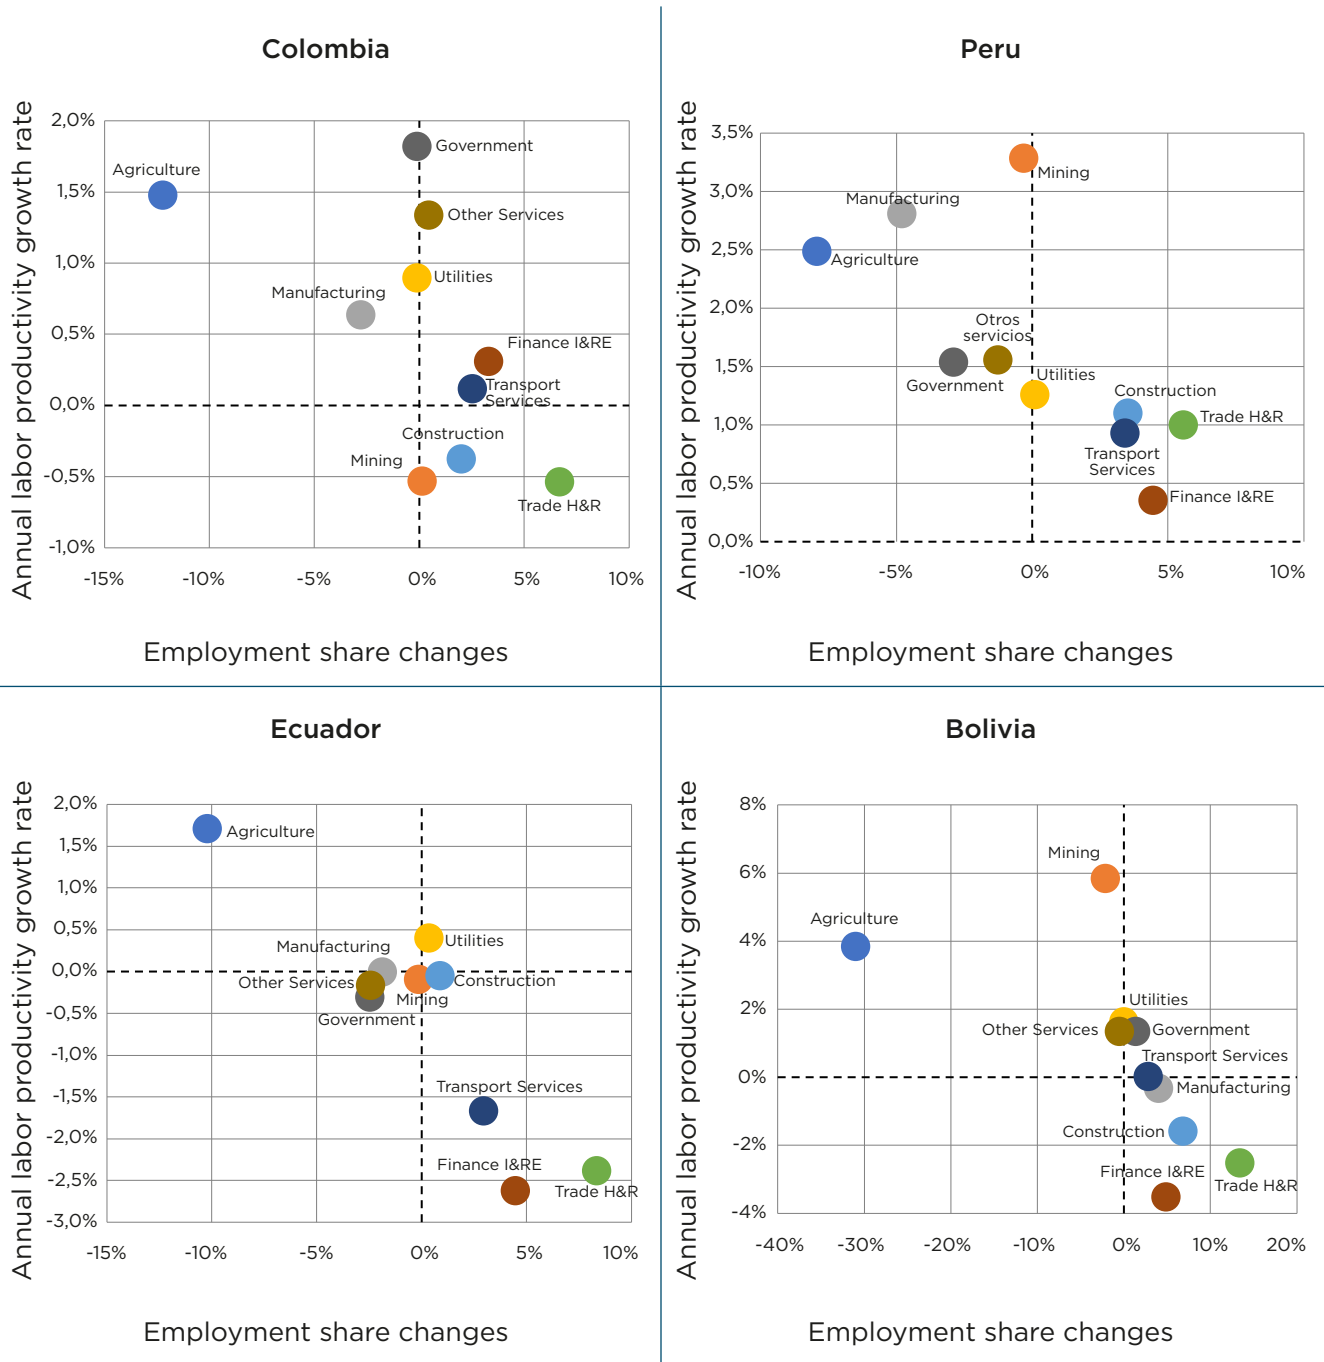 Colombia
Annual labor productivity growth rate
2,0%
1,5%
1,0%
0,5%
0,0%
-0,5%
-1,0%
Government
Agriculture
Other Services
Utilities
Manufacturing
Finance I&RE
Transport
Services
Construction
Mining
Trade H&R
-15%
-10%
-5%
0%
5%
10%
Employment share changes
Peru
Annual labor productivity growth rate
3,5%
3,0%
2,5%
2,0%
1,5%
1,0%
0,5%
0,0%
Mining
Manufacturing
Agriculture
Otros
servicios
Government
Utilities
Construction
Trade H&R
Transport
Services
Finance I&RE
-10%
-5%
0%
5%
10%
Employment share changes
Ecuador
Annual labor productivity growth rate
2,0%
1,5%
1,0%
0,5%
0,0%
-0,5%
-1,0%
-1,5%
-2,0%
-2,5%
-3,0%
Agriculture
Utilities
Manufacturing
Other Services
Construction
Mining
Government
Transport Services
Finance I&RE
Trade H&R
-15%
-10%
-5%
0%
5%
10%
Employment share changes
Bolivia
Annual labor productivity growth rate
8%
6%
4%
2%
0%
-2%
-4%
Mining
Agriculture
Utilities
Other Services
Government
Transport Services
Manufacturing
Construction
Finance I&RE
Trade H&R
-40%
-30%
-20%
-10%
0%
10%
20%
Employment share changes